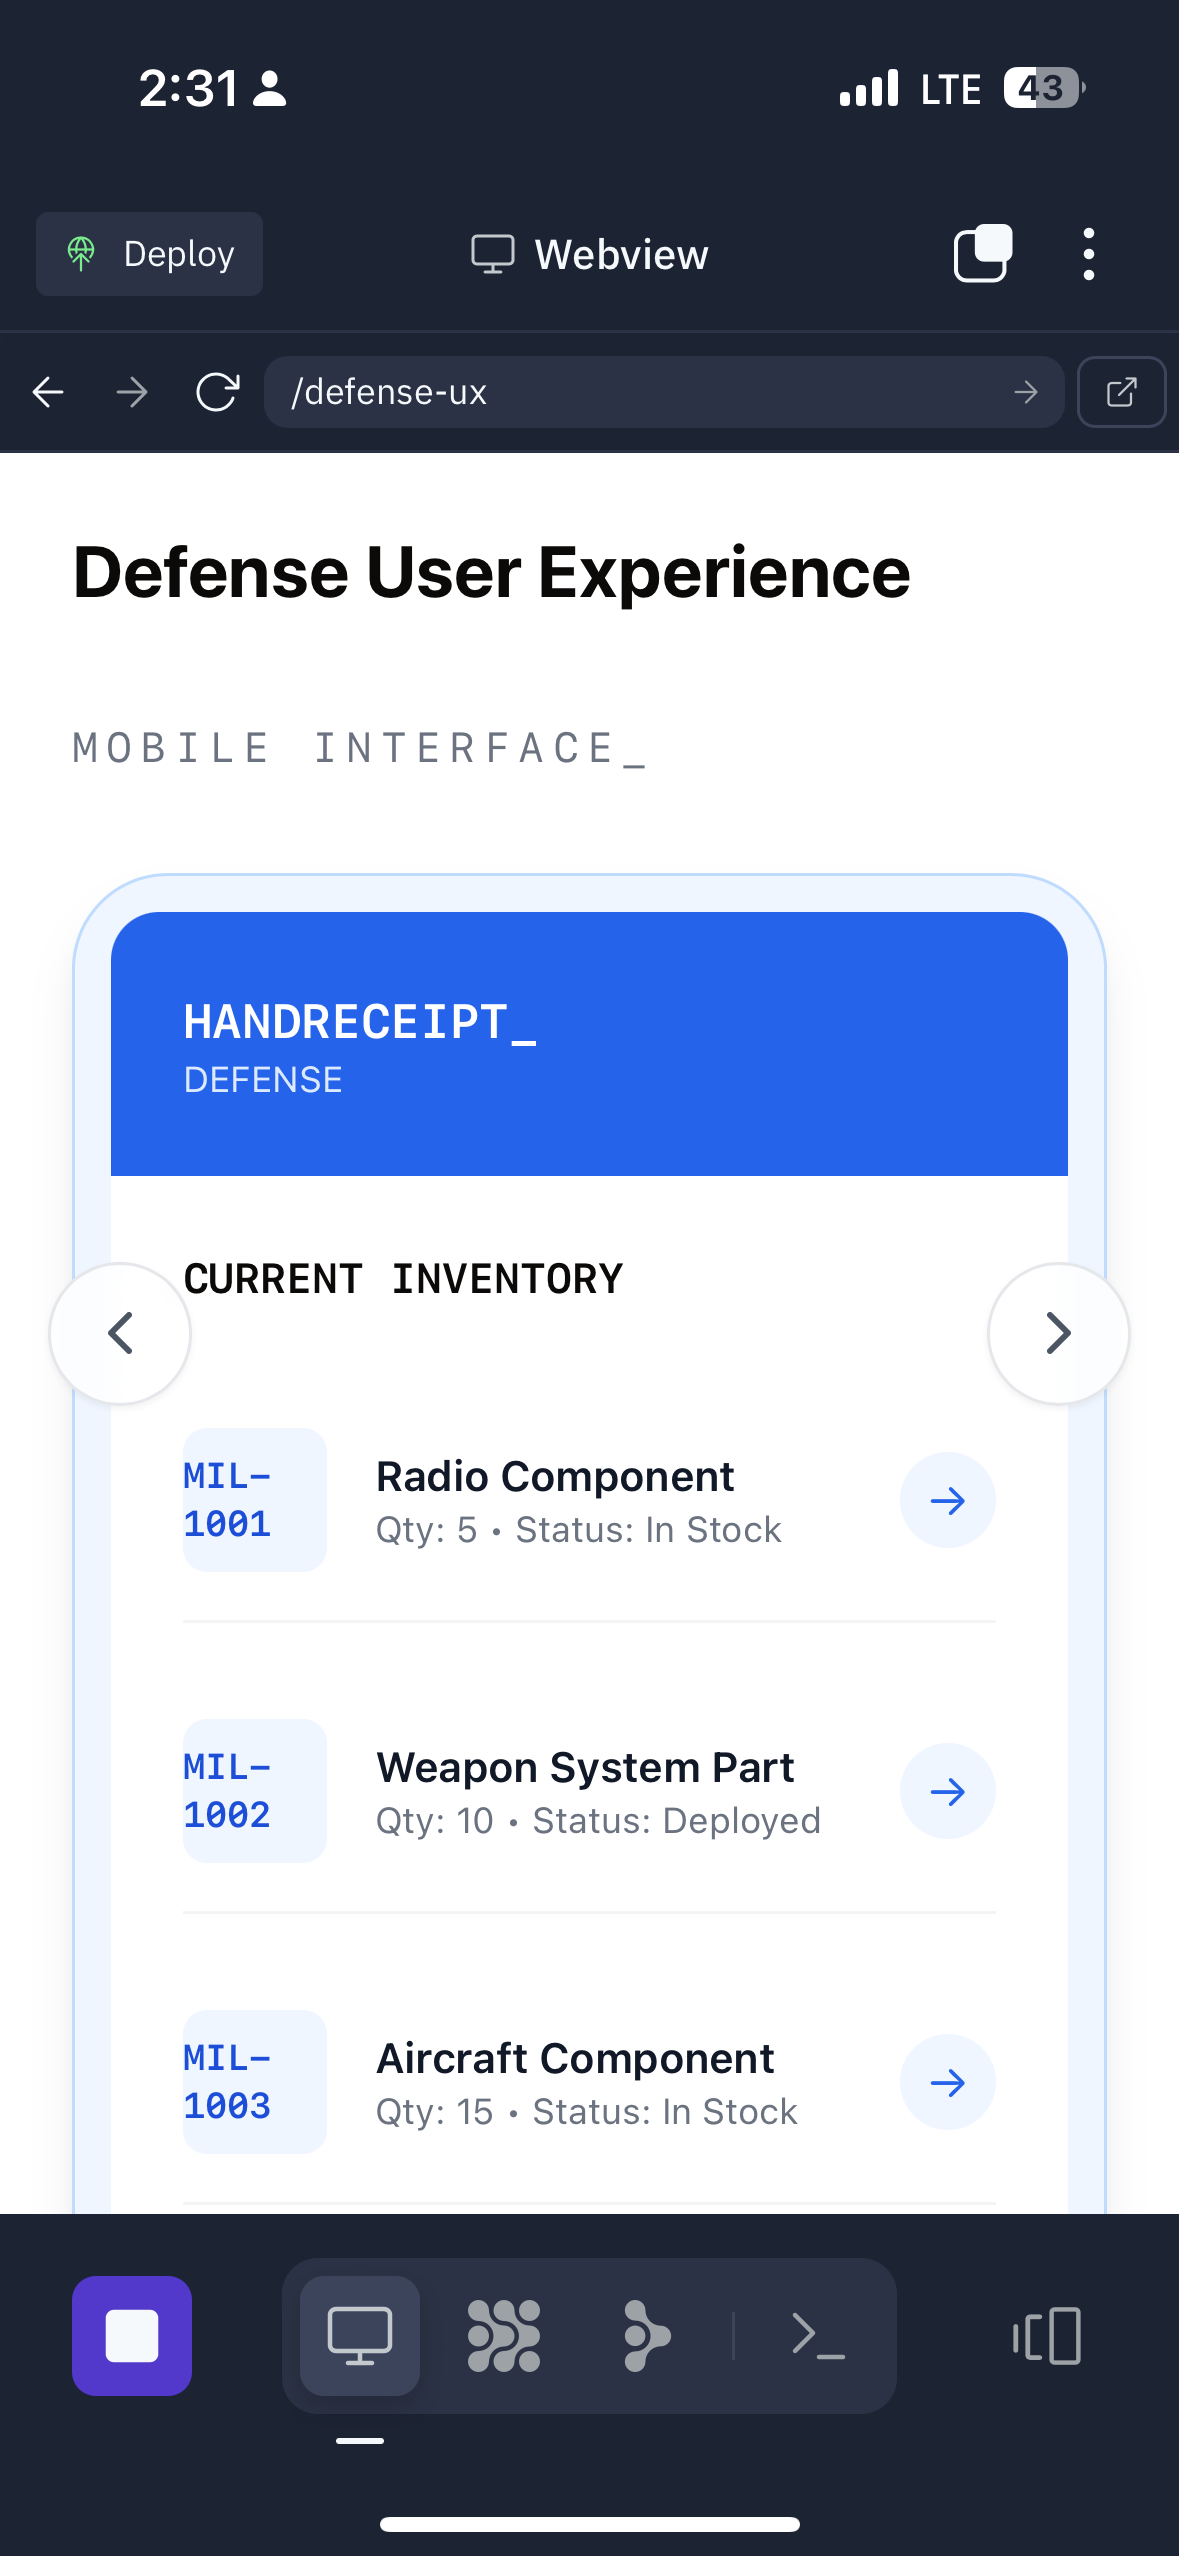 2:31
LTE
43
Deploy
Webview
/defense-ux
Defense User Experience
MOBILE INTERFACE_
HANDRECEIPT_
DEFENSE
CURRENT INVENTORY
MIL-
1001
Radio Component
Qty: 5 • Status: In Stock
MIL-
1002
Weapon System Part
Qty: 10 • Status: Deployed
MIL-
1003
Aircraft Component
Qty: 15 • Status: In Stock